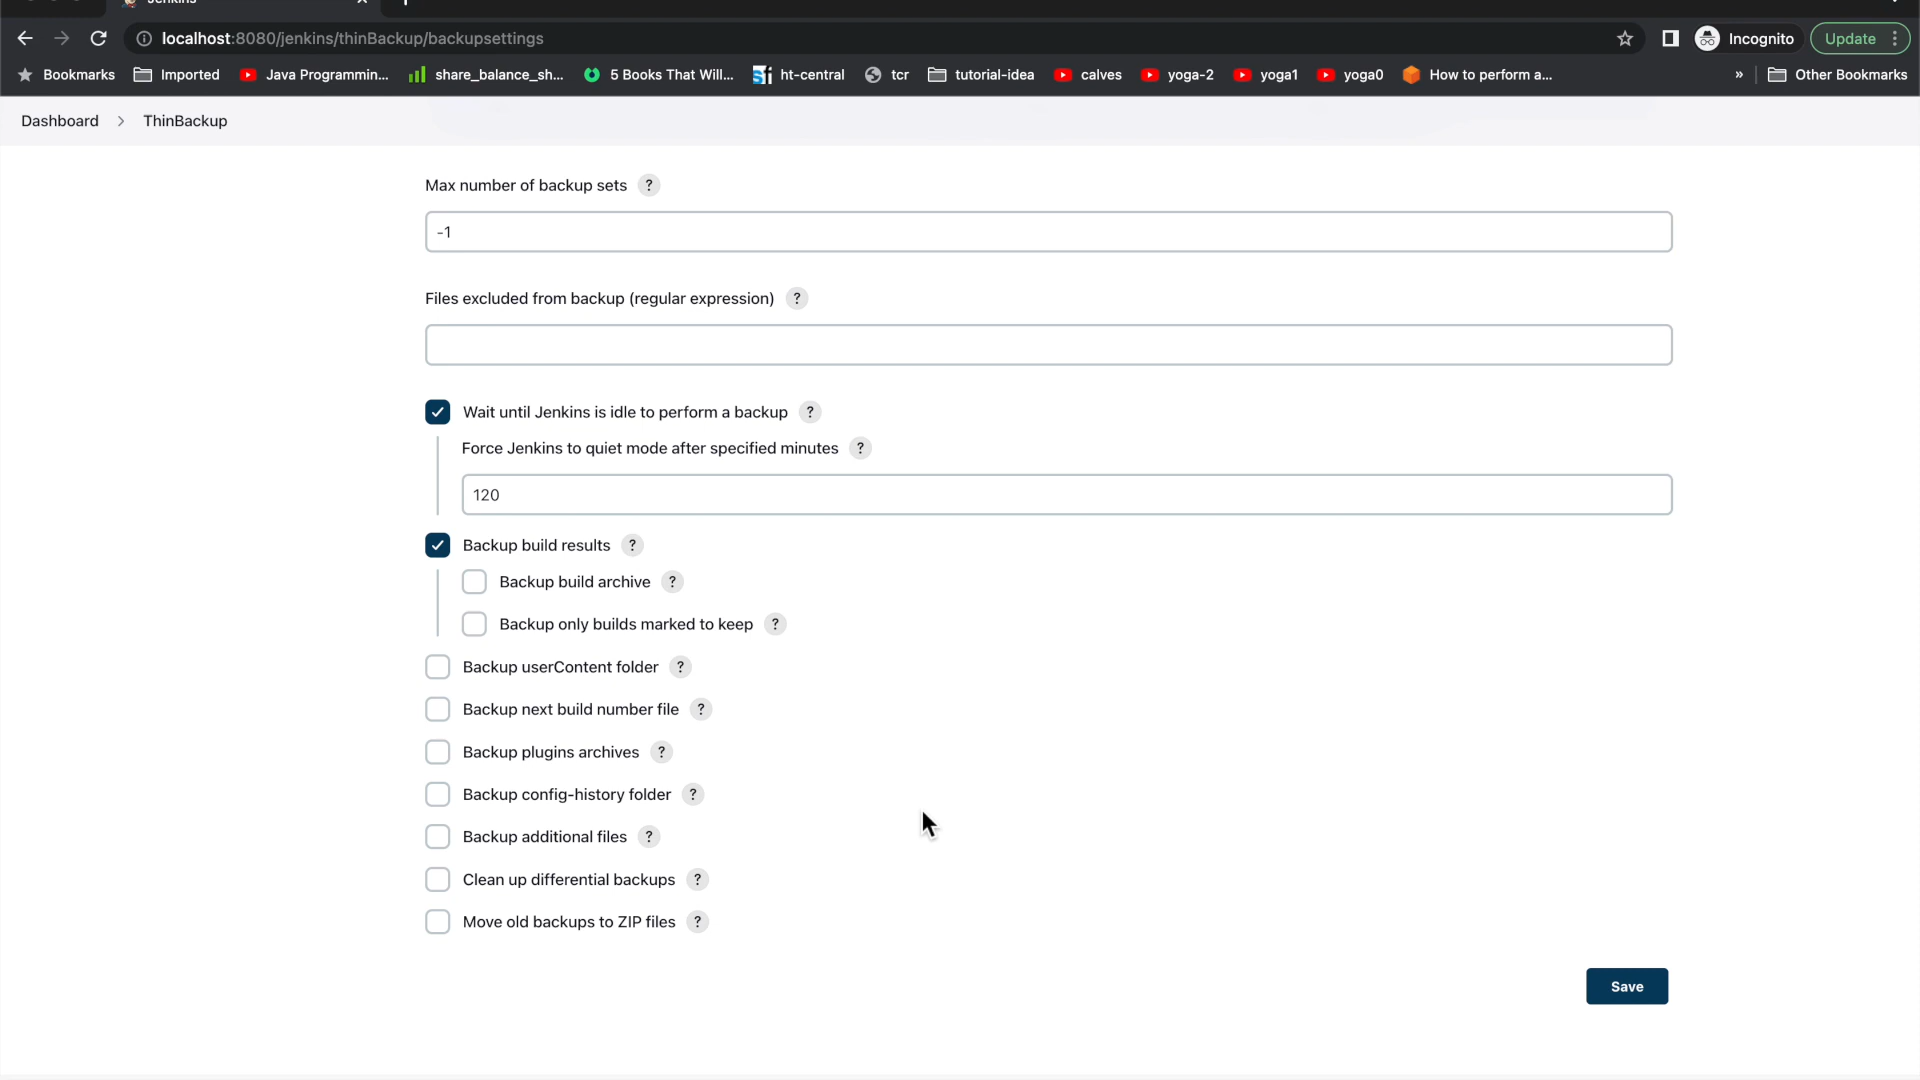 Jenkins
localhost:8080/jenkins/thinBackup/backupsettings
Incognito
Update
Bookmarks
Imported
Java Programmin...
share_balance_sh...
5 Books That Will...
ht-central
tcr
tutorial-idea
calves
yoga-2
yoga1
yoga0
How to perform a...
»
Other Bookmarks
Dashboard > ThinBackup
Max number of backup sets ?
-1
Files excluded from backup (regular expression) ?
Wait until Jenkins is idle to perform a backup ?
Force Jenkins to quiet mode after specified minutes ?
120
Backup build results ?
Backup build archive ?
Backup only builds marked to keep ?
Backup userContent folder ?
Backup next build number file ?
Backup plugins archives ?
Backup config-history folder ?
Backup additional files ?
Clean up differential backups ?
Move old backups to ZIP files ?
Save